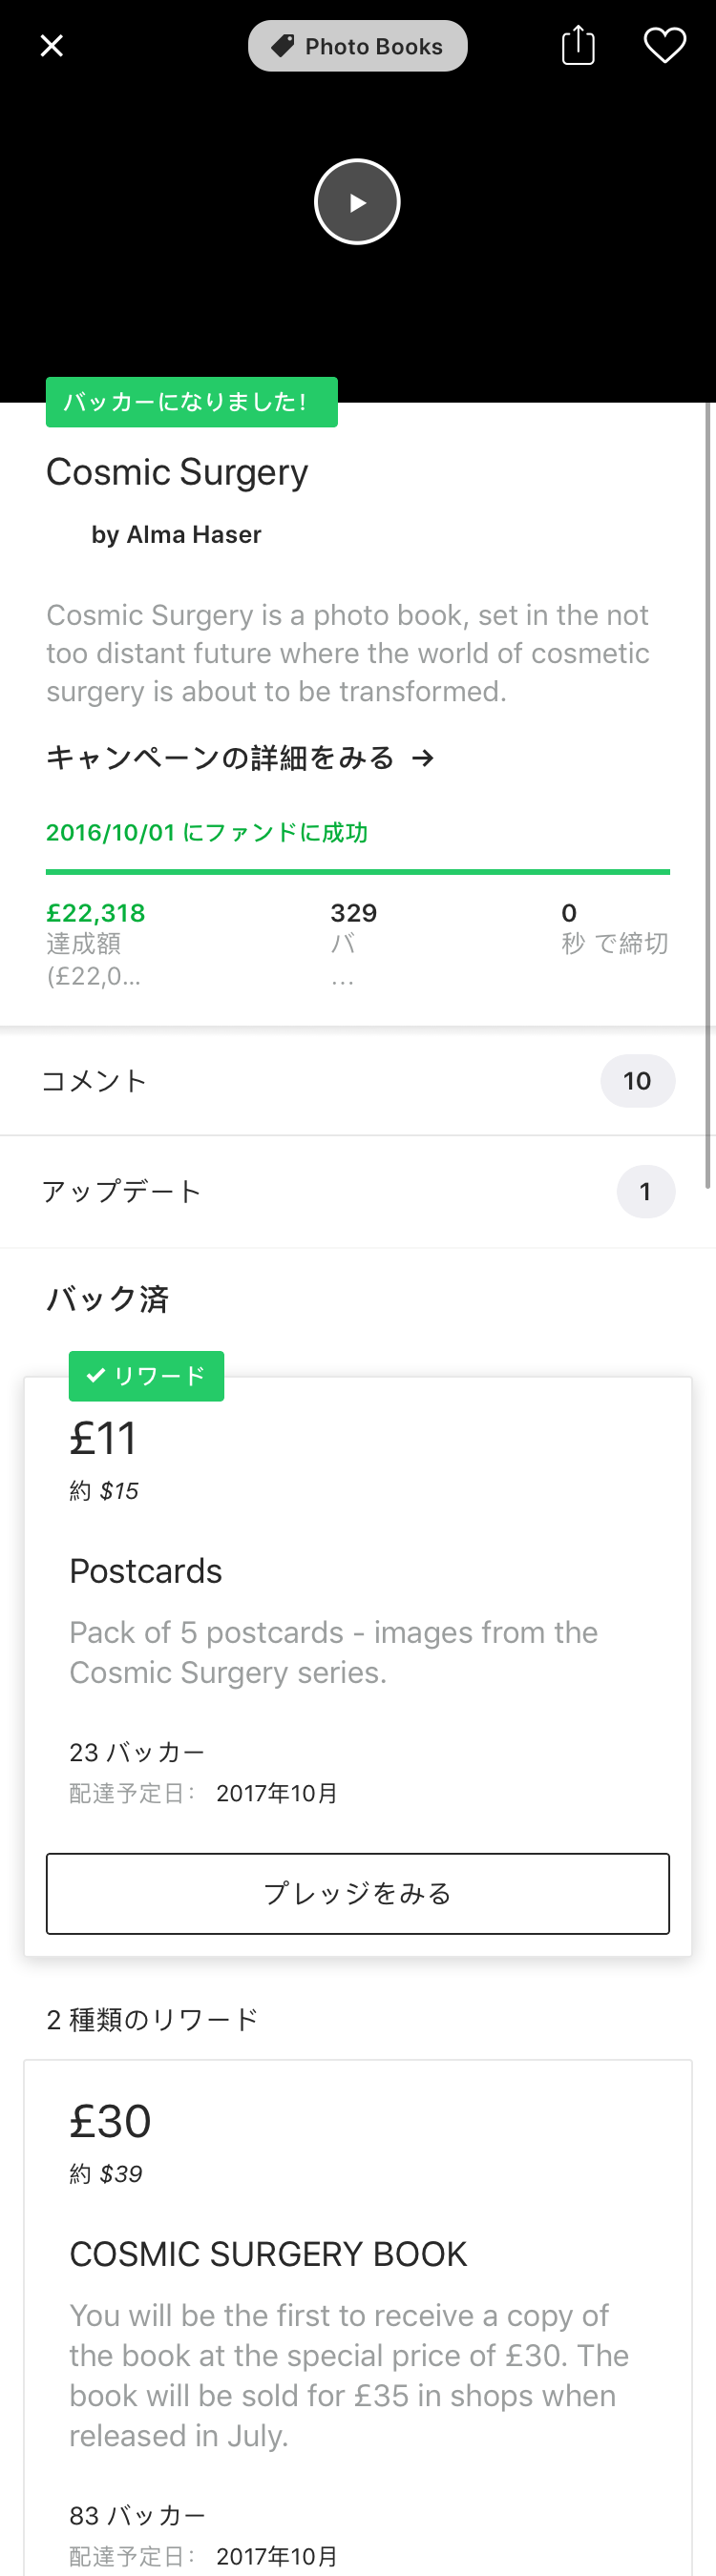 Photo Books
バッカーになりました!
Cosmic Surgery
by Alma Haser
Cosmic Surgery is a photo book, set in the not
too distant future where the world of cosmetic
surgery is about to be transformed.
キャンペーンの詳細をみる →
2016/10/01 にファンドに成功
£22,318
達成額
(£22,0...
329
バ
...
0
秒 で締切
コメント
10
アップデート
1
バック済
✓ リワード
£11
約 $15
Postcards
Pack of 5 postcards - images from the
Cosmic Surgery series.
23 バッカー
配達予定日: 2017年10月
プレッジをみる
2 種類のリワード
£30
約 $39
COSMIC SURGERY BOOK
You will be the first to receive a copy of
the book at the special price of £30. The
book will be sold for £35 in shops when
released in July.
83 バッカー
配達予定日: 2017年10月